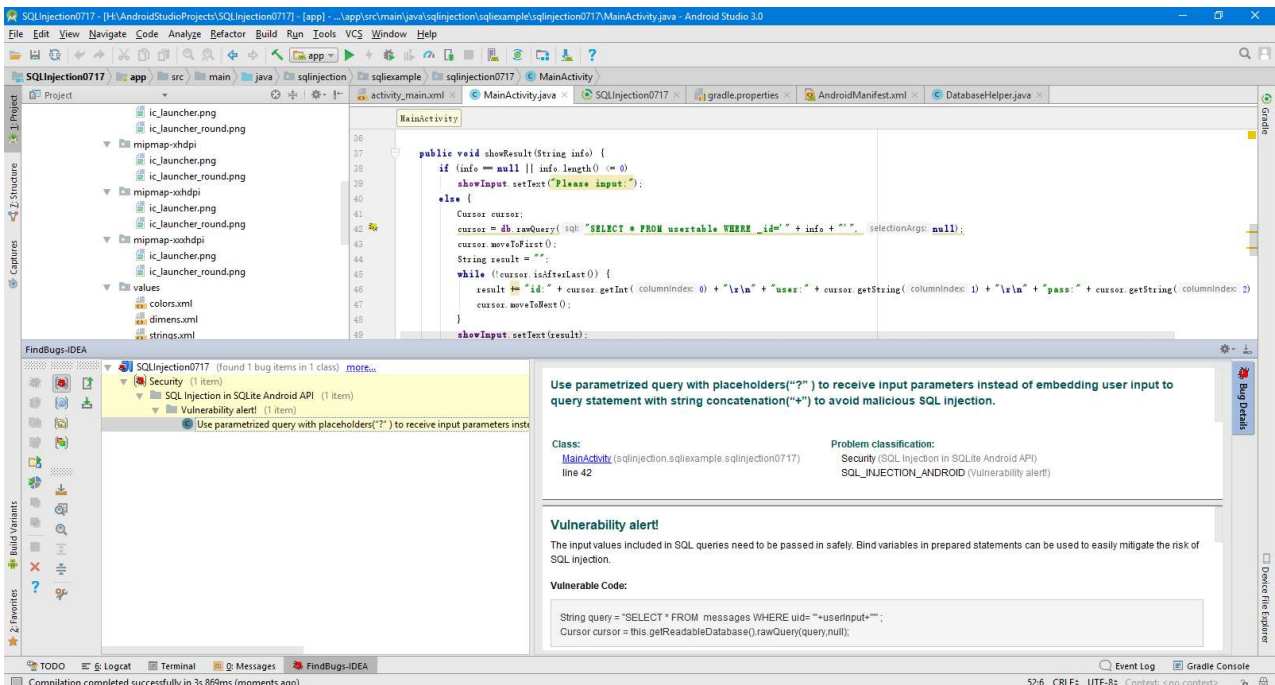 SQLInjection0717 - [H:\AndroidStudioProjects\SQLInjection0717] - [app] - ...\app\src\main\java\sqlinjection\sqliexample\sqlinjection0717\MainActivity.java - Android Studio 3.0
File Edit View Navigate Code Analyze Refactor Build Run Tools VCS Window Help
app
SQLInjection0717 app src main java sqlinjection sqliexample sqlinjection0717 MainActivity
Project
activity_main.xml MainActivity.java SQLInjection0717 gradle.properties AndroidManifest.xml DatabaseHelper.java
1: Project
Z: Structure
Captures
Build Variants
2: Favorites
ic_launcher.png
ic_launcher_round.png
mipmap-xhdpi
ic_launcher.png
ic_launcher_round.png
mipmap-xxhdpi
ic_launcher.png
ic_launcher_round.png
mipmap-xxxhdpi
ic_launcher.png
ic_launcher_round.png
values
colors.xml
dimens.xml
strings.xml
MainActivity
36
37 public void showResult(String info) {
38 if (info == null || info.length() <= 0)
39 showInput.setText("Please input:");
40 else {
41 Cursor cursor;
42 cursor = db.rawQuery( sql: "SELECT * FROM usertable WHERE _id='" + info + "'", selectionArgs: null);
43 cursor.moveToFirst();
44 String result = "";
45 while (!cursor.isAfterLast()) {
46 result += "id:" + cursor.getInt( columnIndex: 0) + "\r\n" + "user:" + cursor.getString( columnIndex: 1) + "\r\n" + "pass:" + cursor.getString( columnIndex: 2)
47 cursor.moveToNext();
48 }
49 showInput.setText(result);
Gradle
Device File Explorer
FindBugs-IDEA
SQLInjection0717 (found 1 bug items in 1 class) more...
Security (1 item)
SQL Injection in SQLite Android API (1 item)
Vulnerability alert! (1 item)
Use parametrized query with placeholders("?" ) to receive input parameters inste
Bug Details
Use parametrized query with placeholders("?" ) to receive input parameters instead of embedding user input to
query statement with string concatenation("+") to avoid malicious SQL injection.
Class:
MainActivity (sqlinjection.sqliexample.sqlinjection0717)
line 42
Problem classification:
Security (SQL Injection in SQLite Android API)
SQL_INJECTION_ANDROID (Vulnerability alert!)
Vulnerability alert!
The input values included in SQL queries need to be passed in safely. Bind variables in prepared statements can be used to easily mitigate the risk of
SQL injection.
Vulnerable Code:
String query = "SELECT * FROM messages WHERE uid= '"+userInput+"'" ;
Cursor cursor = this.getReadableDatabase().rawQuery(query,null);
TODO 6: Logcat Terminal 0: Messages FindBugs-IDEA Event Log Gradle Console
Compilation completed successfully in 3s 869ms (moments ago) 52:6 CRLF÷ UTF-8÷ Context: <no context>